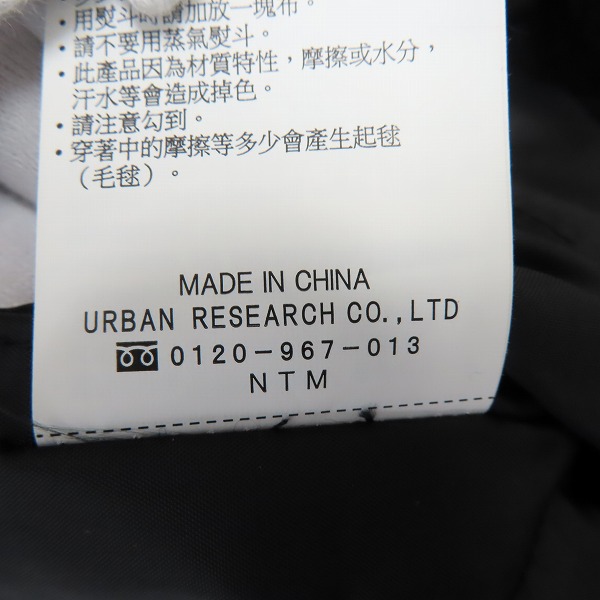 ・用熨斗時請加放一塊布。
・請不要用蒸氣熨斗。
・此產品因為材質特性，摩擦或水分，
汗水等會造成掉色。
・請注意勾到。
・穿著中的摩擦等多少會產生起毬
（毛毬）。
MADE IN CHINA
URBAN RESEARCH CO.,LTD
0120-967-013
NTM